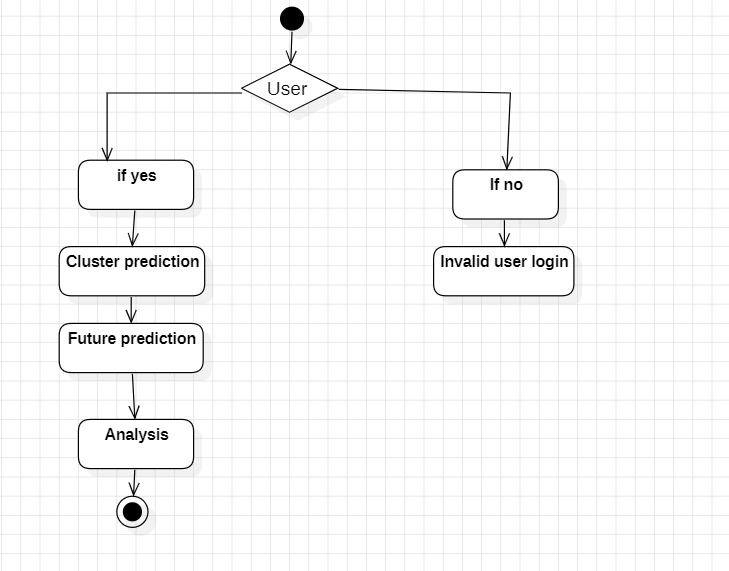 User
if yes
If no
Cluster prediction
Invalid user login
Future prediction
Analysis